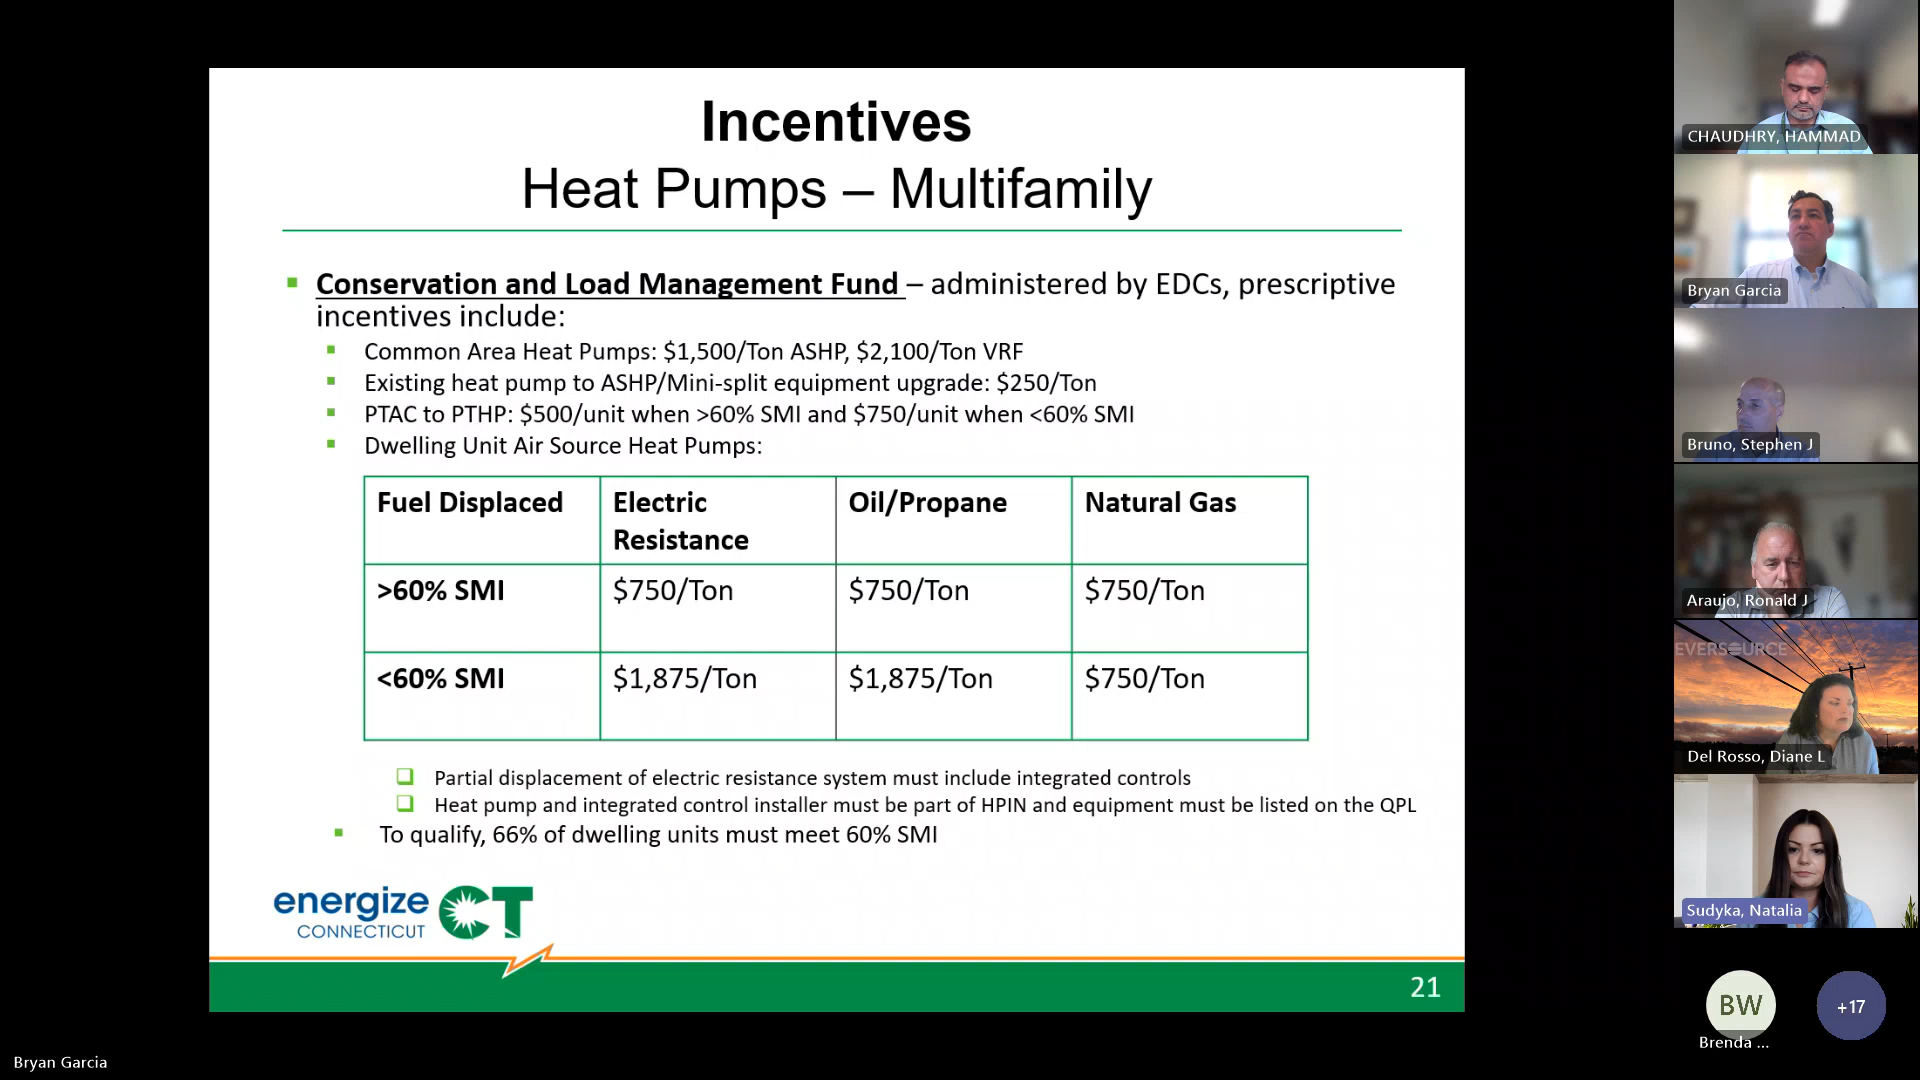 Incentives
Heat Pumps – Multifamily
Conservation and Load Management Fund – administered by EDCs, prescriptive
incentives include:
Common Area Heat Pumps: $1,500/Ton ASHP, $2,100/Ton VRF
Existing heat pump to ASHP/Mini-split equipment upgrade: $250/Ton
PTAC to PTHP: $500/unit when >60% SMI and $750/unit when <60% SMI
Dwelling Unit Air Source Heat Pumps:
Fuel Displaced Electric Resistance Oil/Propane Natural Gas
>60% SMI $750/Ton $750/Ton $750/Ton
<60% SMI $1,875/Ton $1,875/Ton $750/Ton
Partial displacement of electric resistance system must include integrated controls
Heat pump and integrated control installer must be part of HPIN and equipment must be listed on the QPL
To qualify, 66% of dwelling units must meet 60% SMI
energize CT
CONNECTICUT
21
CHAUDHRY, HAMMAD
Bryan Garcia
Bruno, Stephen J
Araujo, Ronald J
EVERSOURCE
Del Rosso, Diane L
Sudyka, Natalia
BW
+17
Brenda ...
Bryan Garcia